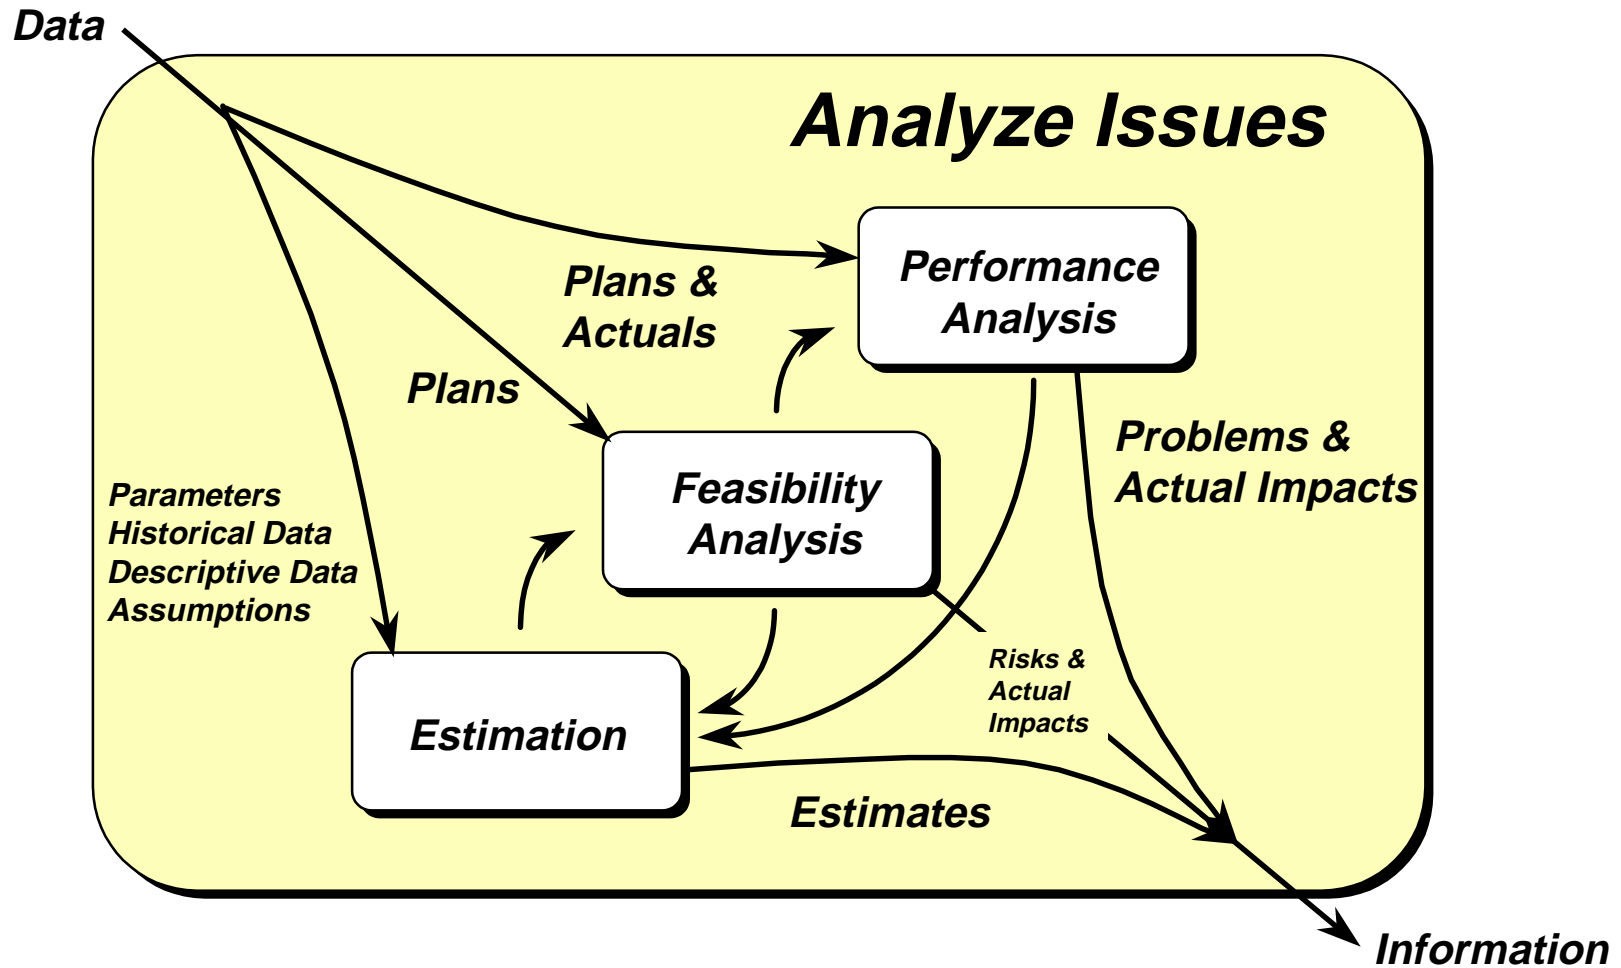 Data
Analyze Issues
Performance
Analysis
Plans &
Actuals
Plans
Problems &
Actual Impacts
Feasibility
Analysis
Parameters
Historical Data
Descriptive Data
Assumptions
Risks &
Actual
Impacts
Estimation
Estimates
Information